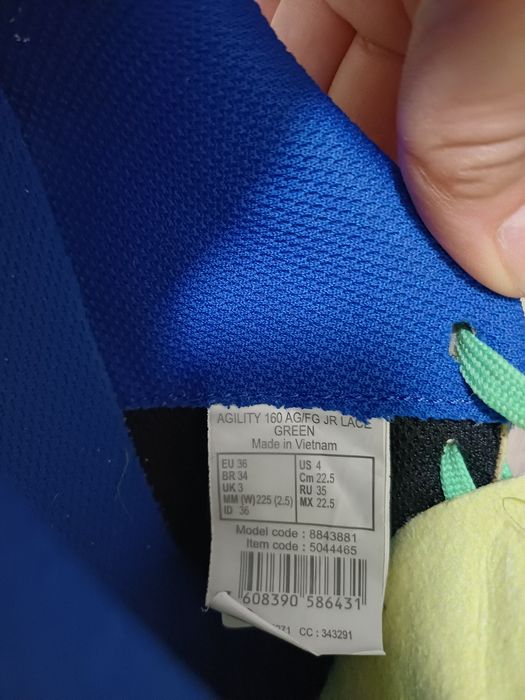 AGILITY 160 AG/FG JR LACE
GREEN
Made in Vietnam
EU 36
BR 34
UK 3
MM (W) 225 (2.5)
ID 36
US 4
Cm 22.5
RU 35
MX 22.5
Model code : 8843881
Item code : 5044465
608390 586431
CC : 343291